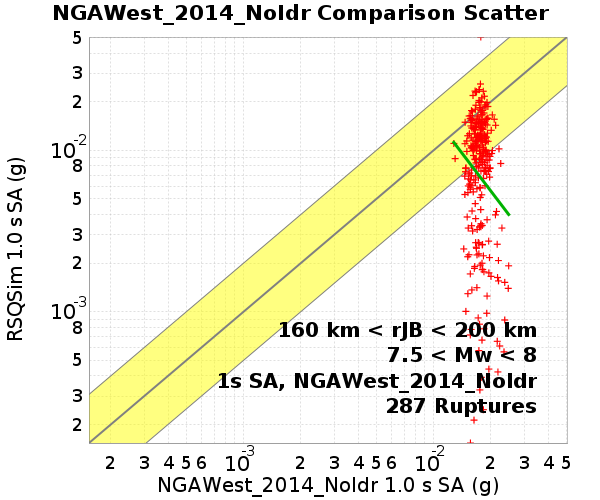 NGAWest_2014_NoIdr Comparison Scatter
5
3
2
10-2
8
5
3
2
10-3
8
5
3
2
RSQSim 1.0 s SA (g)
160 km < rJB < 200 km
7.5 < Mw < 8
1s SA, NGAWest_2014_NoIdr
287 Ruptures
2 3 4 5 6 10-3 2 3 4 5 6 10-2 2 3 4 5
NGAWest_2014_NoIdr 1.0 s SA (g)